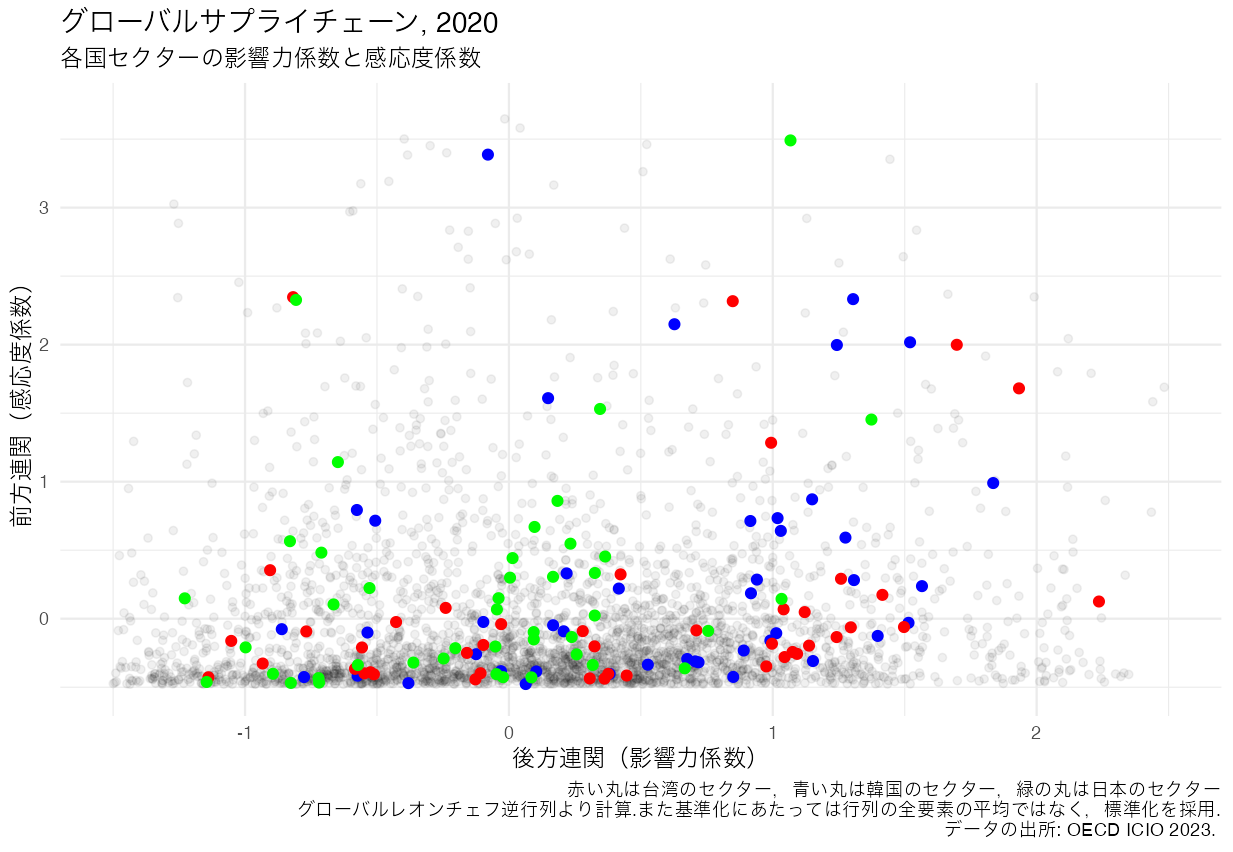 グローバルサプライチェーン, 2020
各国セクターの影響力係数と感応度係数
前方連関（感応度係数）
3
2
1
0
-1
0
1
2
後方連関（影響力係数）
赤い丸は台湾のセクター，青い丸は韓国のセクター，緑の丸は日本のセクター
グローバルレオンチェフ逆行列より計算.また基準化にあたっては行列の全要素の平均ではなく，標準化を採用.
データの出所: OECD ICIO 2023.